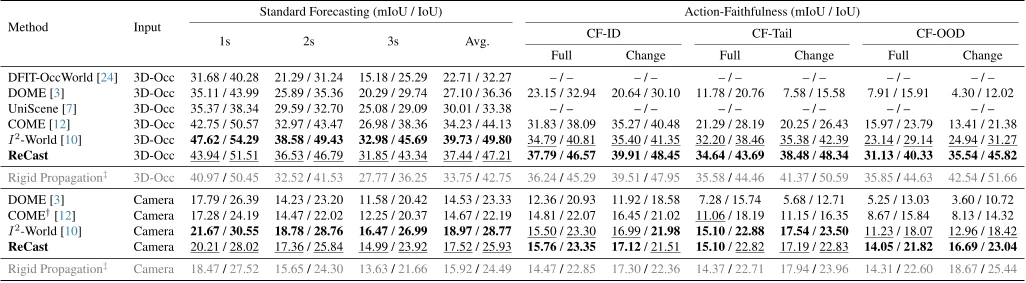 Method Input Standard Forecasting (mIoU / IoU) Action-Faithfulness (mIoU / IoU)
1s 2s 3s Avg. CF-ID CF-Tail CF-OOD
Full Change Full Change Full Change
DFIT-OccWorld [24] 3D-Occ 31.68 / 40.28 21.29 / 31.24 15.18 / 25.29 22.71 / 32.27 – / – – / – – / – – / – – / – – / –
DOME [3] 3D-Occ 35.11 / 43.99 25.89 / 35.36 20.29 / 29.74 27.10 / 36.36 23.15 / 32.94 20.64 / 30.10 11.78 / 20.76 7.58 / 15.58 7.91 / 15.91 4.30 / 12.02
UniScene [7] 3D-Occ 35.37 / 38.34 29.59 / 32.70 25.08 / 29.09 30.01 / 33.38 – / – – / – – / – – / – – / – – / –
COME [12] 3D-Occ 42.75 / 50.57 32.97 / 43.47 26.98 / 38.36 34.23 / 44.13 31.83 / 38.09 35.27 / 40.48 21.29 / 28.19 20.25 / 26.43 15.97 / 23.79 13.41 / 21.38
I²-World [10] 3D-Occ 47.62 / 54.29 38.58 / 49.43 32.98 / 45.69 39.73 / 49.80 34.79 / 40.81 35.40 / 41.35 32.20 / 38.46 35.38 / 42.39 23.14 / 29.14 24.94 / 31.27
ReCast 3D-Occ 43.94 / 51.51 36.53 / 46.79 31.85 / 43.34 37.44 / 47.21 37.79 / 46.57 39.91 / 48.45 34.64 / 43.69 38.48 / 48.34 31.13 / 40.33 35.54 / 45.82
Rigid Propagation‡ 3D-Occ 40.97 / 50.45 32.52 / 41.53 27.77 / 36.25 33.75 / 42.75 36.24 / 45.29 39.51 / 47.95 35.58 / 44.46 41.37 / 50.59 35.85 / 44.63 42.54 / 51.66
DOME [3] Camera 17.79 / 26.39 14.23 / 23.20 11.58 / 20.42 14.53 / 23.33 12.36 / 20.93 11.92 / 18.58 7.28 / 15.74 5.68 / 12.71 5.25 / 13.03 3.60 / 10.72
COME† [12] Camera 17.28 / 24.19 14.47 / 22.02 12.25 / 20.37 14.67 / 22.19 14.81 / 22.07 16.45 / 21.02 11.06 / 18.19 11.15 / 16.35 8.67 / 15.84 8.13 / 14.32
I²-World [10] Camera 21.67 / 30.55 18.78 / 28.76 16.47 / 26.99 18.97 / 28.77 15.50 / 23.30 16.99 / 21.98 15.10 / 22.88 17.54 / 23.50 11.23 / 18.07 12.96 / 18.42
ReCast Camera 20.21 / 28.02 17.36 / 25.84 14.99 / 23.92 17.52 / 25.93 15.76 / 23.35 17.12 / 21.51 15.10 / 22.82 17.19 / 22.83 14.05 / 21.82 16.69 / 23.04
Rigid Propagation‡ Camera 18.47 / 27.52 15.65 / 24.30 13.63 / 21.66 15.92 / 24.49 14.47 / 22.85 17.30 / 22.36 14.37 / 22.71 17.94 / 23.96 14.31 / 22.60 18.67 / 25.44